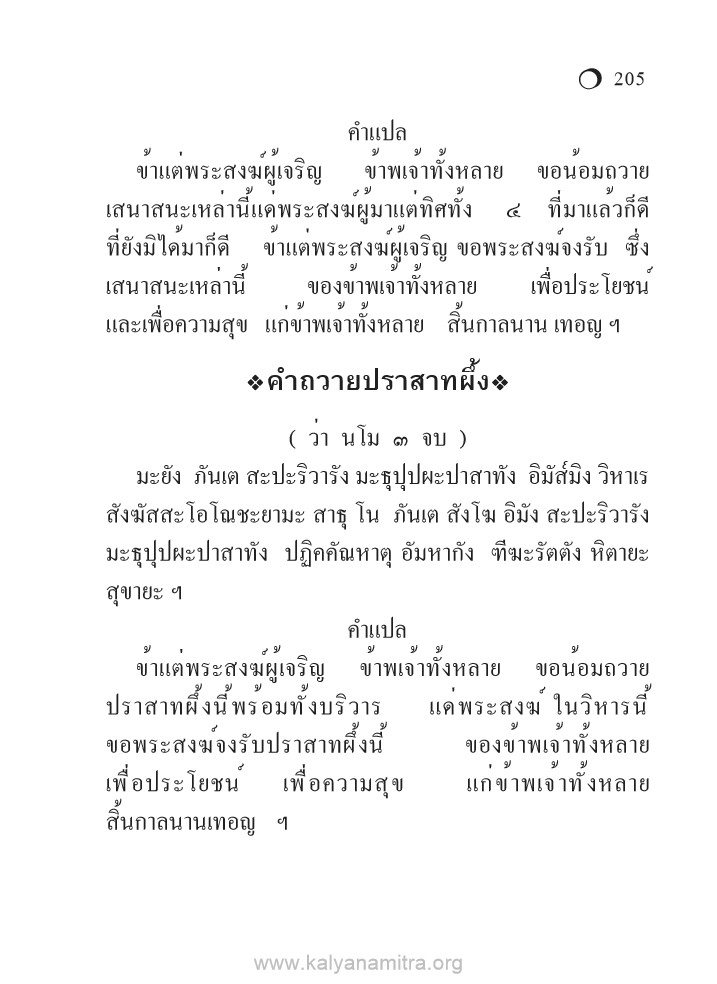 205
คำแปล
ข้าแต่พระสงฆ์ผู้เจริญ ข้าพเจ้าทั้งหลาย ขอน้อมถวาย
เสนาสนะเหล่านี้แด่พระสงฆ์ผู้มาแต่ทิศทั้ง ๔ ที่มาแล้วก็ดี
ที่ยังมิได้มาก็ดี ข้าแต่พระสงฆ์ผู้เจริญ ขอพระสงฆ์จงรับ ซึ่ง
เสนาสนะเหล่านี้ ของข้าพเจ้าทั้งหลาย เพื่อประโยชน์
และเพื่อความสุข แก่ข้าพเจ้าทั้งหลาย สิ้นกาลนาน เทอญ ฯ
❖คำถวายปราสาทผึ้ง❖
( ว่า นโม ๓ จบ )
มะยัง ภันเต สะปะริวารัง มะธุปุปผะปาสาทัง อิมัส๎มิง วิหาเร
สังฆัสสะโอโณชะยามะ สาธุ โน ภันเต สังโฆ อิมัง สะปะริวารัง
มะธุปุปผะปาสาทัง ปฏิคคัณหาตุ อัมหากัง ฑีฆะรัตตัง หิตายะ
สุขายะ ฯ
คำแปล
ข้าแต่พระสงฆ์ผู้เจริญ ข้าพเจ้าทั้งหลาย ขอน้อมถวาย
ปราสาทผึ้งนี้พร้อมทั้งบริวาร แด่พระสงฆ์ ในวิหารนี้
ขอพระสงฆ์จงรับปราสาทผึ้งนี้ ของข้าพเจ้าทั้งหลาย
เพื่อประโยชน์ เพื่อความสุข แก่ข้าพเจ้าทั้งหลาย
สิ้นกาลนานเทอญ ฯ
www.kalyanamitra.org